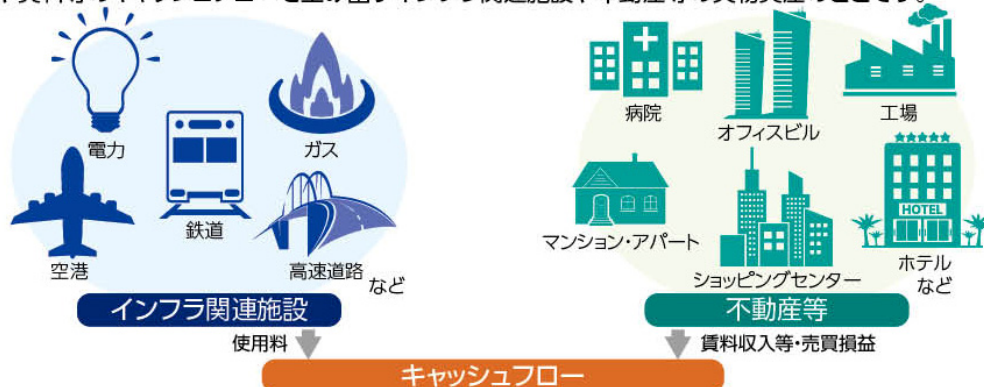 電力
ガス
鉄道
空港
高速道路
など
インフラ関連施設
使用料
病院
オフィスビル
工場
マンション・アパート
ショッピングセンター
HOTEL
ホテル
など
不動産等
賃料収入等・売買損益
キャッシュフロー